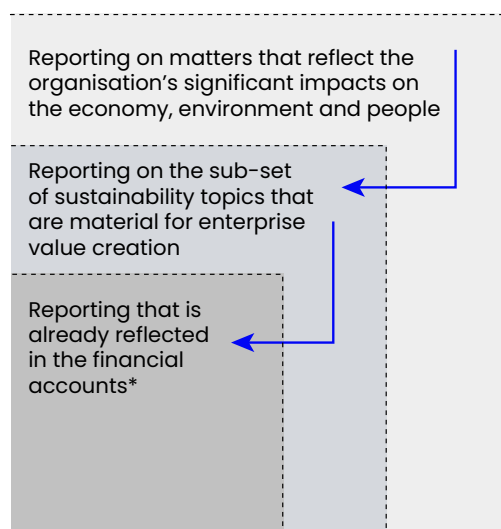 Reporting on matters that reflect the
organisation's significant impacts on
the economy, environment and people
Reporting on the sub-set
of sustainability topics that
are material for enterprise
value creation
Reporting that is
already reflected
in the financial
accounts*